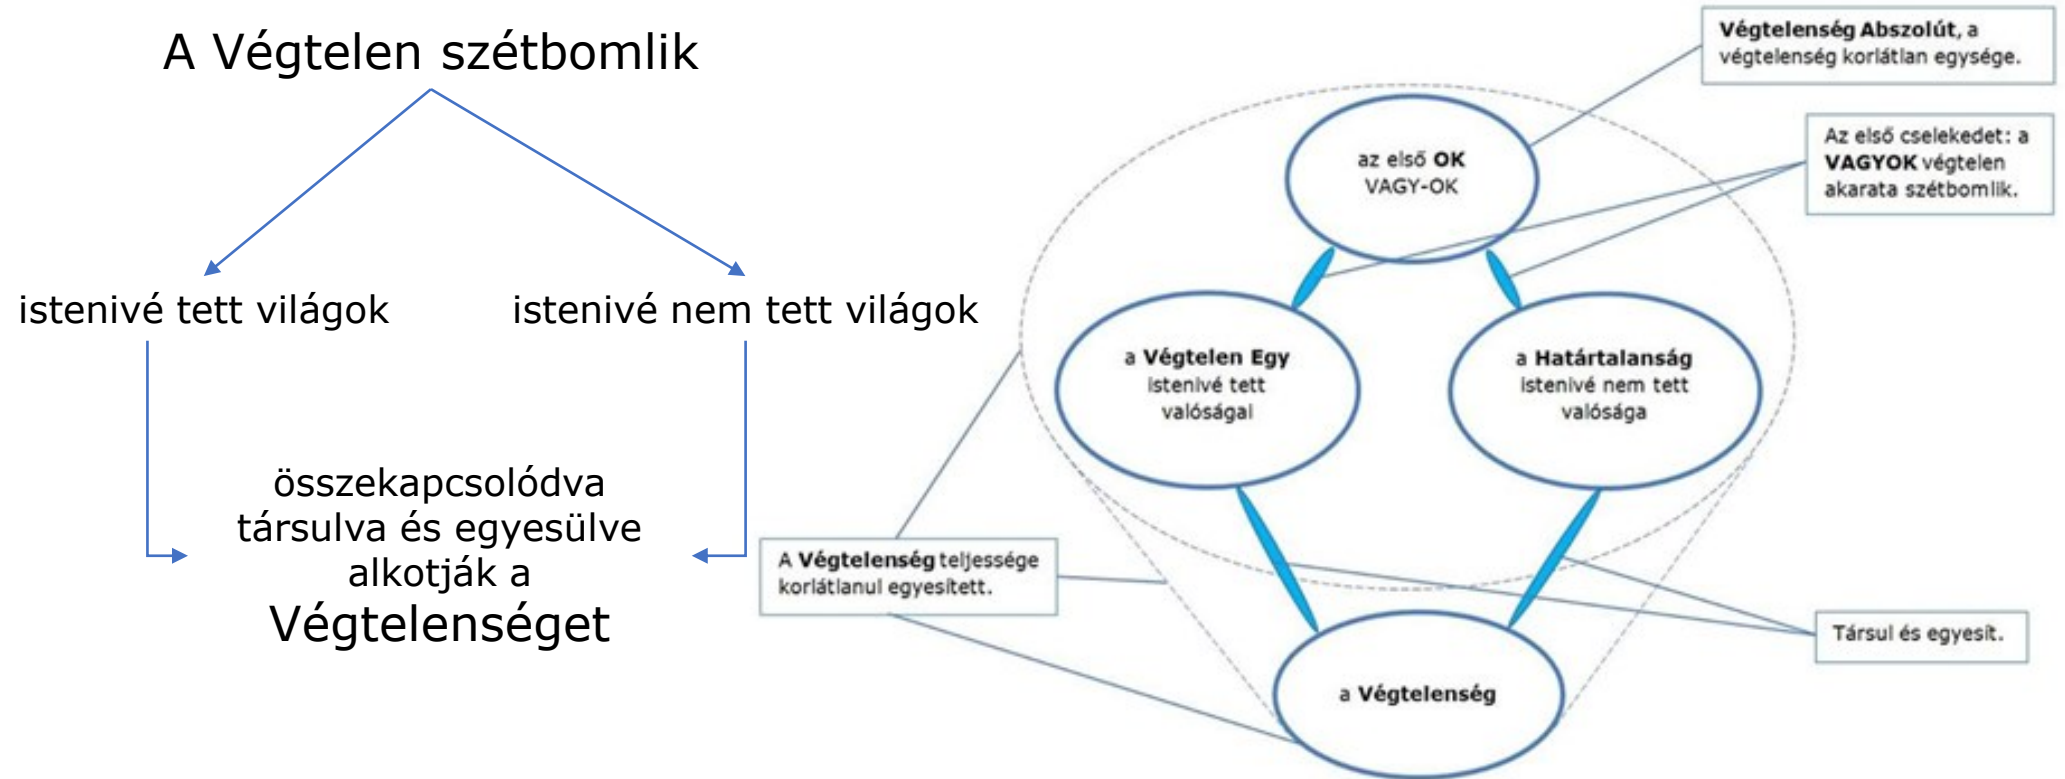 A Végtelen szétbomlik
istenivé tett világok
istenivé nem tett világok
összekapcsolódva
társulva és egyesülve
alkotják a
Végtelenséget
Végtelenség Abszolút, a
végtelenség korlátlan egysége.
Az első cselekedet: a
VAGYOK végtelen
akarata szétbomlik.
az első OK
VAGY-OK
a Végtelen Egy
istenivé tett
valóságai
a Határtalanság
istenivé nem tett
valósága
A Végtelenség teljessége
korlátlanul egyesített.
Társul és egyesít.
a Végtelenség